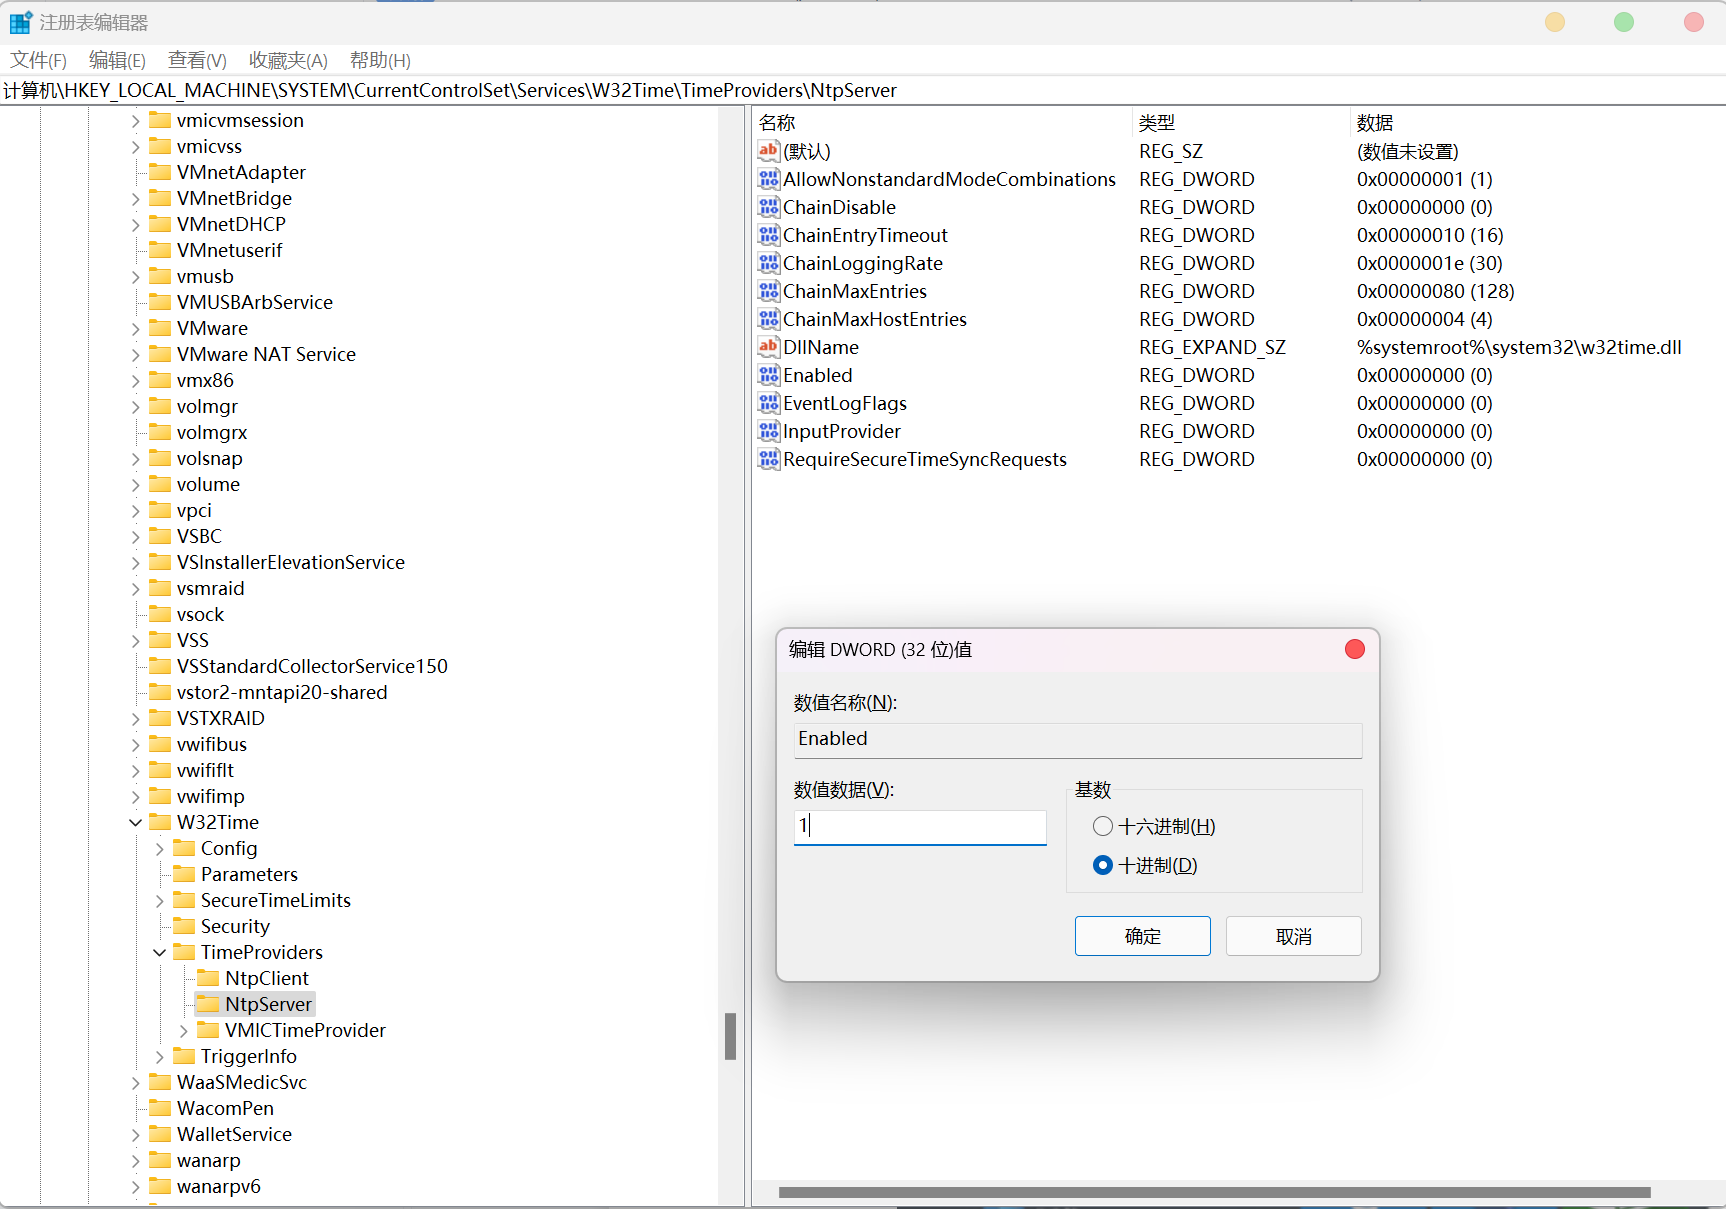 注册表编辑器
文件(F) 编辑(E) 查看(V) 收藏夹(A) 帮助(H)
计算机\HKEY_LOCAL_MACHINE\SYSTEM\CurrentControlSet\Services\W32Time\TimeProviders\NtpServer
vmicvmsession
vmicvss
VMnetAdapter
VMnetBridge
VMnetDHCP
VMnetuserif
vmusb
VMUSBArbService
VMware
VMware NAT Service
vmx86
volmgr
volmgrx
volsnap
volume
vpci
VSBC
VSInstallerElevationService
vsmraid
vsock
VSS
VSStandardCollectorService150
vstor2-mntapi20-shared
VSTXRAID
vwifibus
vwififlt
vwifimp
W32Time
Config
Parameters
SecureTimeLimits
Security
TimeProviders
NtpClient
NtpServer
VMICTimeProvider
TriggerInfo
WaaSMedicSvc
WacomPen
WalletService
wanarp
wanarpv6
名称 类型 数据
(默认) REG_SZ (数值未设置)
AllowNonstandardModeCombinations REG_DWORD 0x00000001 (1)
ChainDisable REG_DWORD 0x00000000 (0)
ChainEntryTimeout REG_DWORD 0x00000010 (16)
ChainLoggingRate REG_DWORD 0x0000001e (30)
ChainMaxEntries REG_DWORD 0x00000080 (128)
ChainMaxHostEntries REG_DWORD 0x00000004 (4)
DllName REG_EXPAND_SZ %systemroot%\system32\w32time.dll
Enabled REG_DWORD 0x00000000 (0)
EventLogFlags REG_DWORD 0x00000000 (0)
InputProvider REG_DWORD 0x00000000 (0)
RequireSecureTimeSyncRequests REG_DWORD 0x00000000 (0)
编辑 DWORD (32 位)值
数值名称(N):
Enabled
数值数据(V):
1
基数
十六进制(H)
十进制(D)
确定 取消